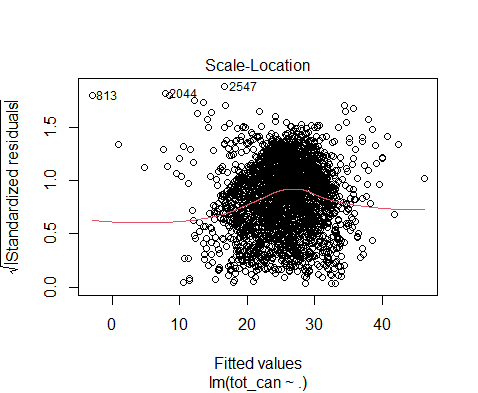 Scale-Location
√|Standardized residuals|
813
2044
2547
0.0 0.5 1.0 1.5
0 10 20 30 40
Fitted values
lm(tot_can ~ .)